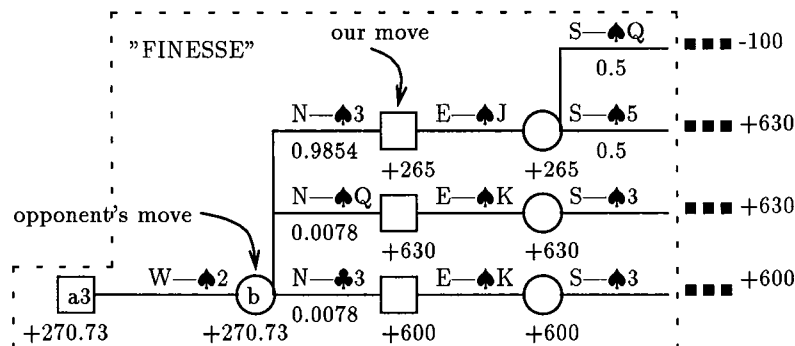 S—♠Q
■■■ -100
our move
"FINESSE"
0.5
N—♠3
E—♠J
S—♠5
■■■ +630
0.9854
0.5
+265
+265
N—♠Q
E—♠K
S—♠3
■■■ +630
opponent's move
0.0078
+630
+630
W—♠2
N—♣3
E—♠K
S—♠3
■■■ +600
a3
b
0.0078
+270.73
+270.73
+600
+600